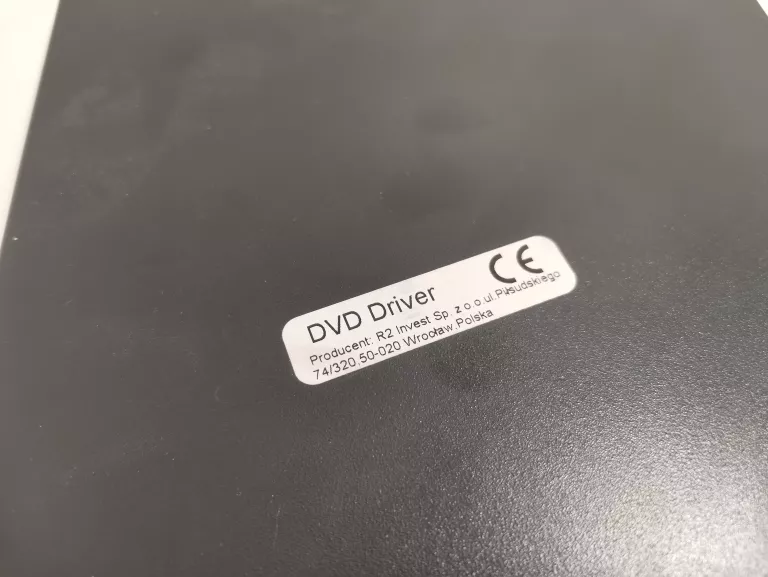 DVD Driver CE
Producent: R2 Invest Sp. z o.o.ul.Piłsudskiego
74/320,50-020 Wrocław,Polska